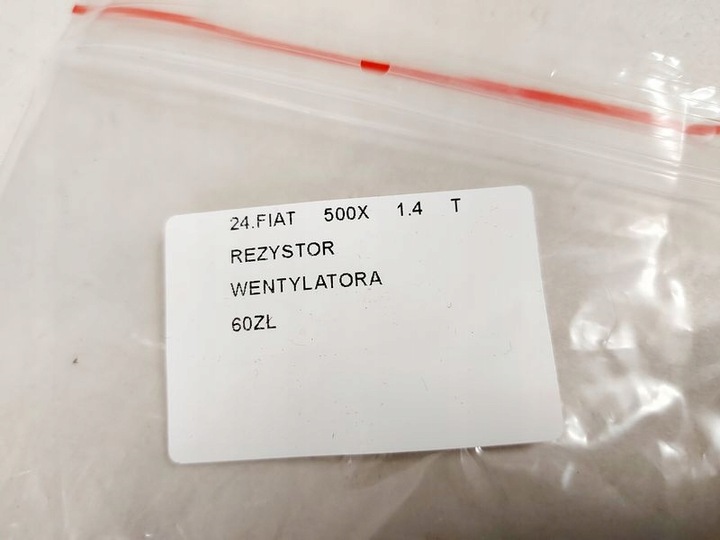 24.FIAT 500X 1.4 T
REZYSTOR
WENTYLATORA
60ZŁ